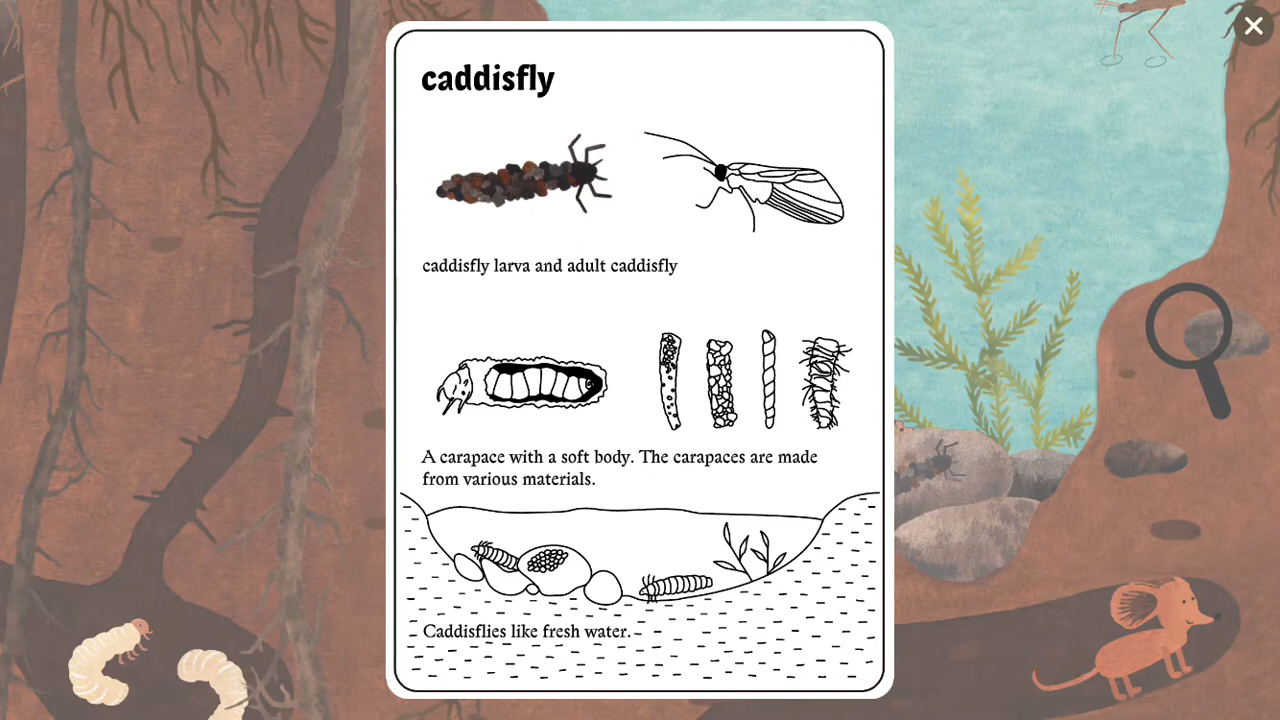 caddisfly
caddisfly larva and adult caddisfly
A carapace with a soft body. The carapaces are made
from various materials.
Caddisflies like fresh water.